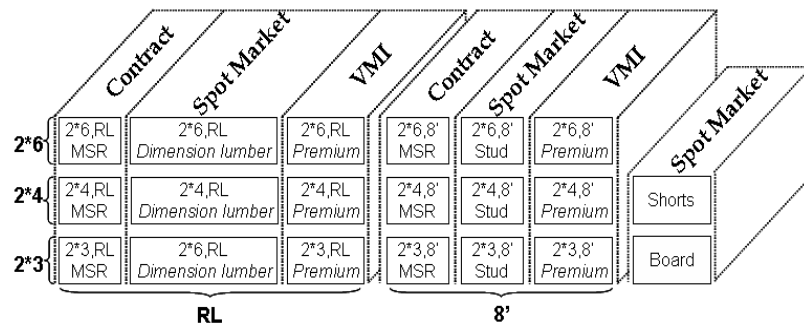 Contract
Spot Market
VMI
Contract
Spot Market
VMI
Spot Market
2*6
2*6,RL
MSR
2*6,RL
Dimension lumber
2*6,RL
Premium
2*6,8'
MSR
2*6,8'
Stud
2*6,8'
Premium
2*4
2*4,RL
MSR
2*4,RL
Dimension lumber
2*4,RL
Premium
2*4,8'
MSR
2*4,8'
Stud
2*4,8'
Premium
Shorts
2*3
2*3,RL
MSR
2*6,RL
Dimension lumber
2*3,RL
Premium
2*3,8'
MSR
2*3,8'
Stud
2*3,8'
Premium
Board
RL
8'